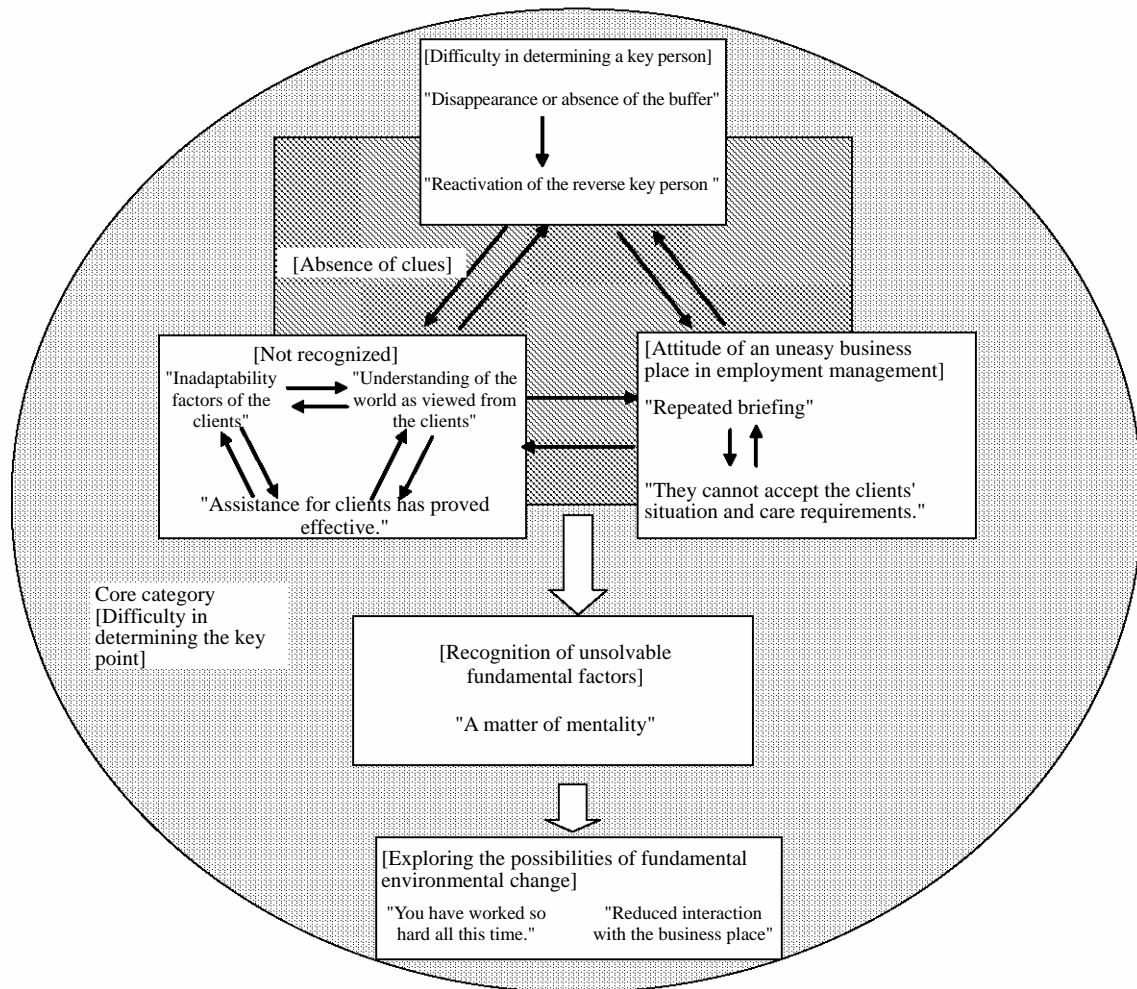 [Difficulty in determining a key person]
"Disappearance or absence of the buffer"
"Reactivation of the reverse key person "
[Absence of clues]
[Not recognized]
"Inadaptability
factors of the
clients"
"Understanding of the
world as viewed from
the clients"
"Assistance for clients has proved
effective."
[Attitude of an uneasy business
place in employment management]
"Repeated briefing"
"They cannot accept the clients'
situation and care requirements."
Core category
[Difficulty in
determining the key
point]
[Recognition of unsolvable
fundamental factors]
"A matter of mentality"
[Exploring the possibilities of fundamental
environmental change]
"You have worked so
hard all this time."
"Reduced interaction
with the business place"